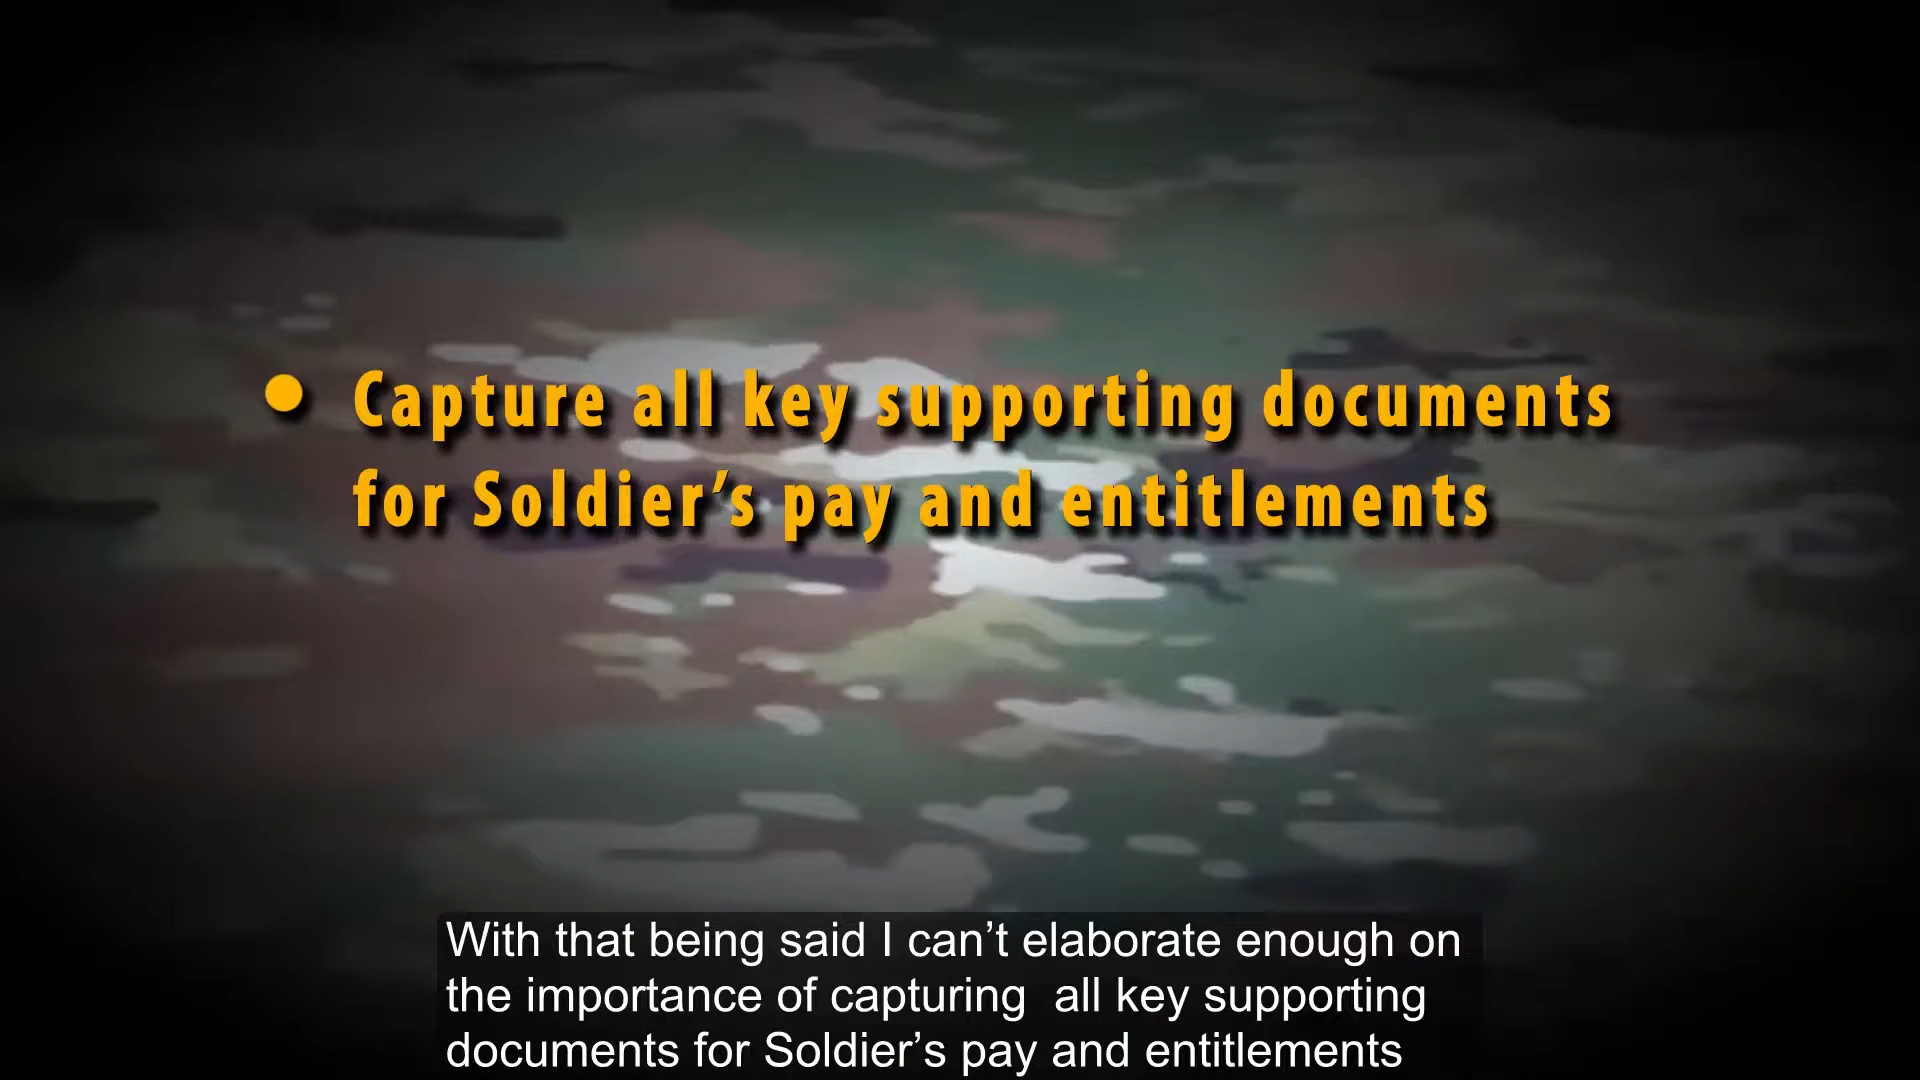 • Capture all key supporting documents
for Soldier’s pay and entitlements
With that being said I can’t elaborate enough on
the importance of capturing  all key supporting
documents for Soldier’s pay and entitlements